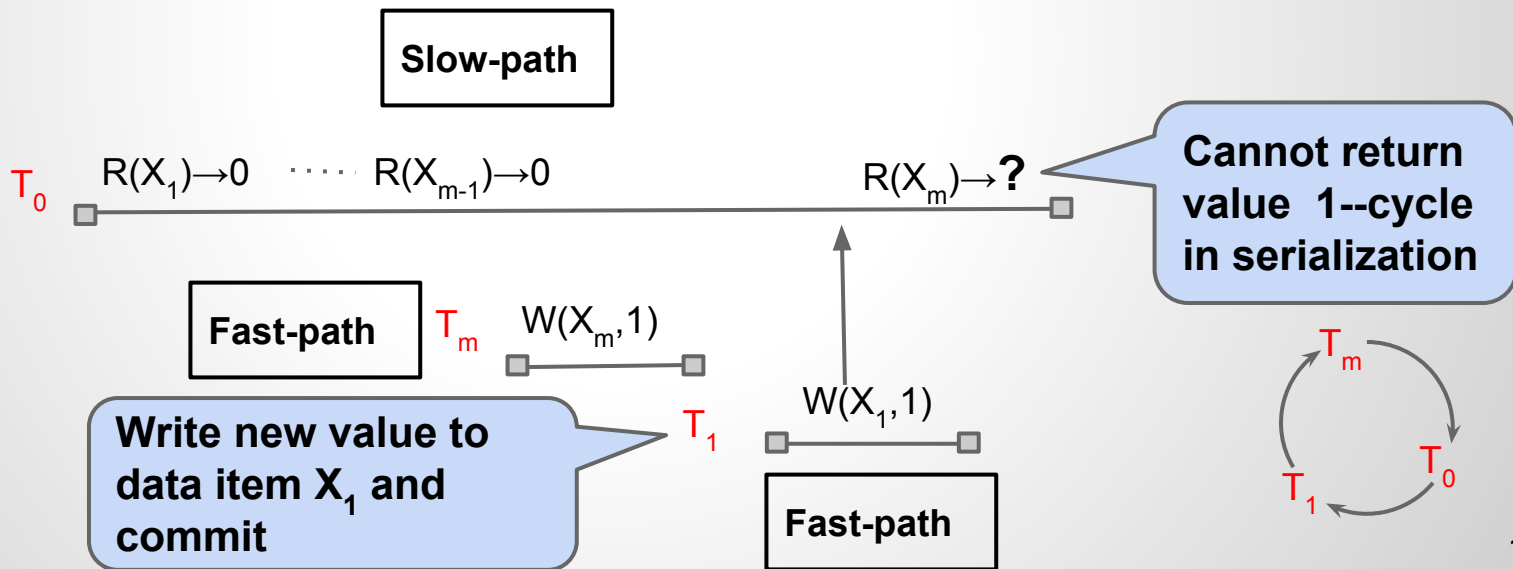 Slow-path
T₀
R(X₁)→0 ······ R(Xₘ₋₁)→0
R(Xₘ)→?
Cannot return
value 1--cycle
in serialization
Fast-path
Tₘ
W(Xₘ,1)
Write new value to
data item X₁ and
commit
T₁
W(X₁,1)
Fast-path
Tₘ
T₀
T₁